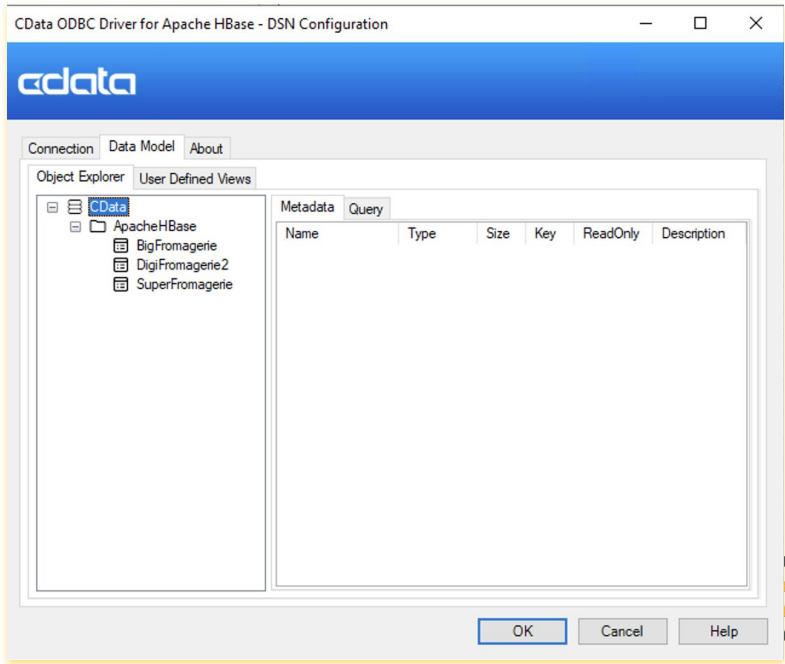 CData ODBC Driver for Apache HBase - DSN Configuration
cdata
Connection Data Model About
Object Explorer User Defined Views
CData
ApacheHBase
BigFromagerie
DigiFromagerie2
SuperFromagerie
Metadata Query
Name Type Size Key ReadOnly Description
OK Cancel Help